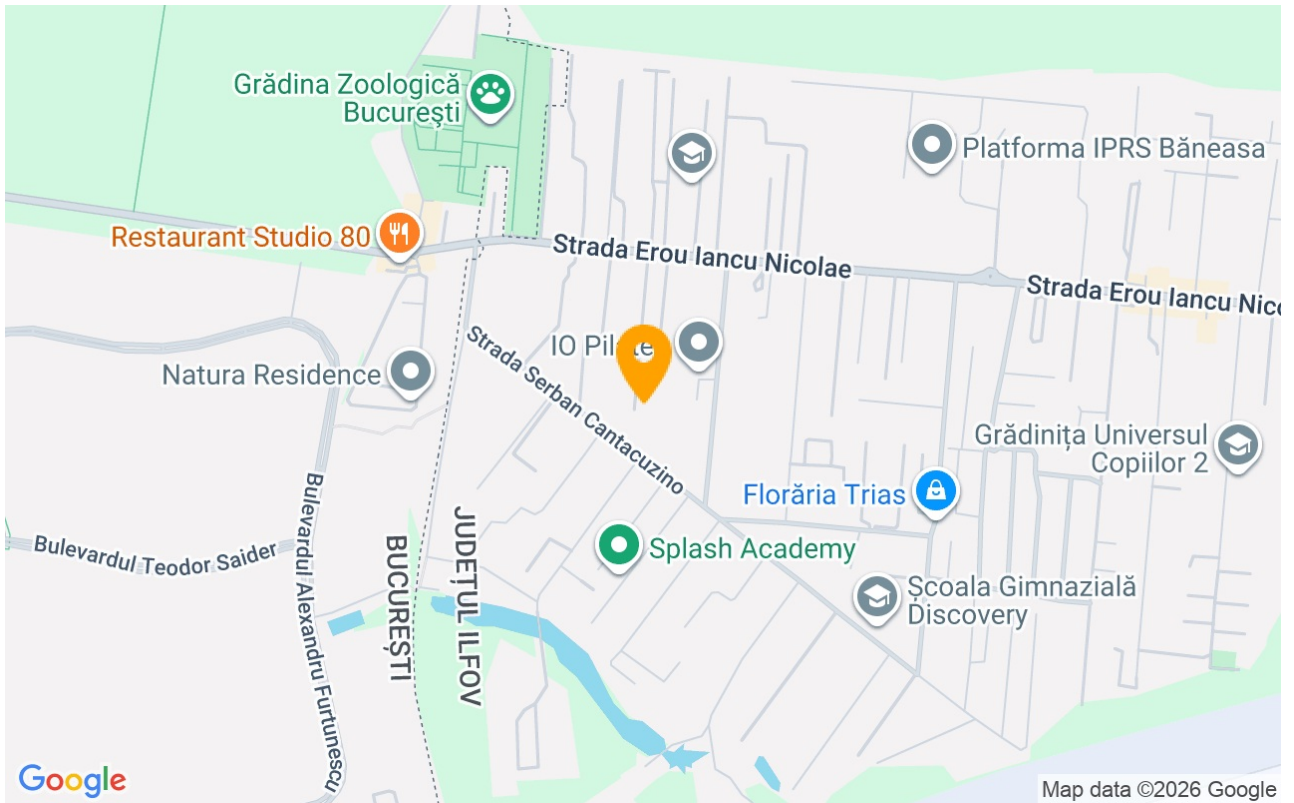 Grădina Zoologică
București
Platforma IPRS Băneasa
Restaurant Studio 80
Strada Erou Iancu Nicolae
Strada Erou Iancu Nico
IO
Natura Residence
Strada Serban Cantacuzino
Grădinița Universul
Copiilor 2
Florăria Trias
Bulevardul Teodor Saider
Bulevardul Alexandru Furtunescu
BUCUREȘTI
JUDEȚUL ILFOV
Splash Academy
Școala Gimnazială
Discovery
Google
Map data ©2026 Google